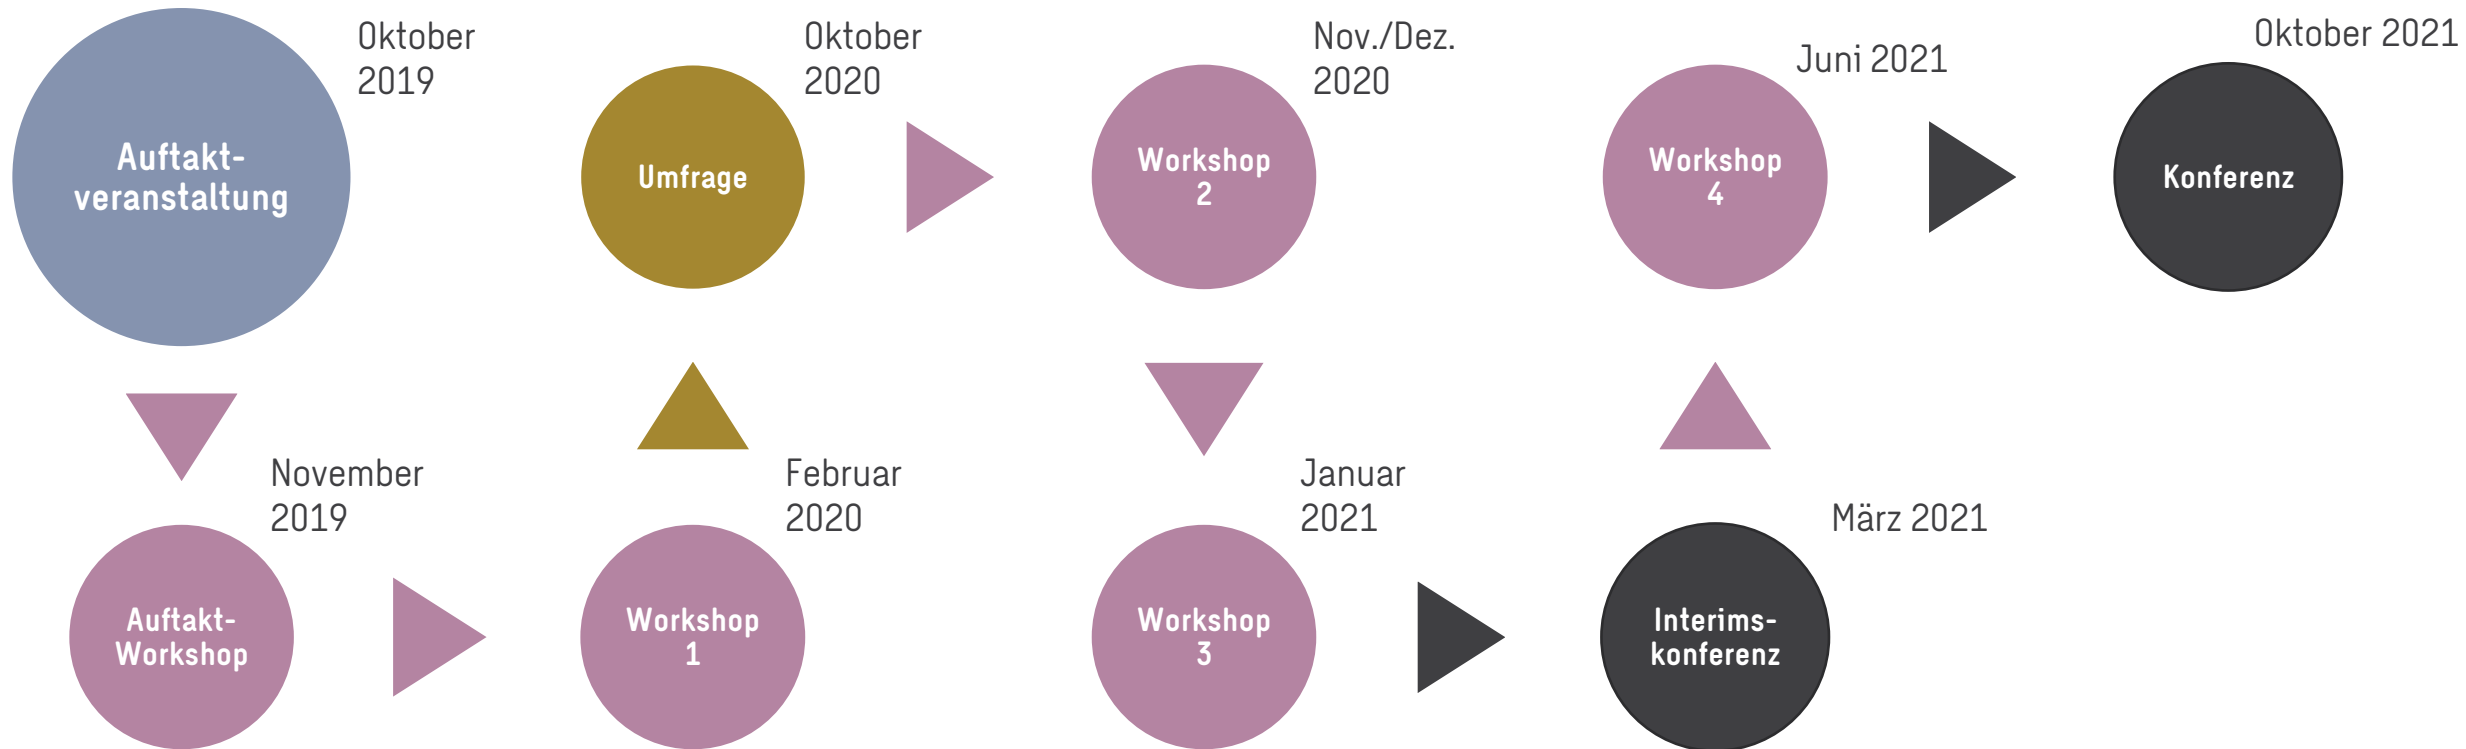 Auftakt-
veranstaltung
Oktober
2019
Auftakt-
Workshop
November
2019
Workshop
1
Februar
2020
Umfrage
Oktober
2020
Workshop
2
Nov./Dez.
2020
Workshop
3
Januar
2021
Interims-
konferenz
März 2021
Workshop
4
Juni 2021
Konferenz
Oktober 2021